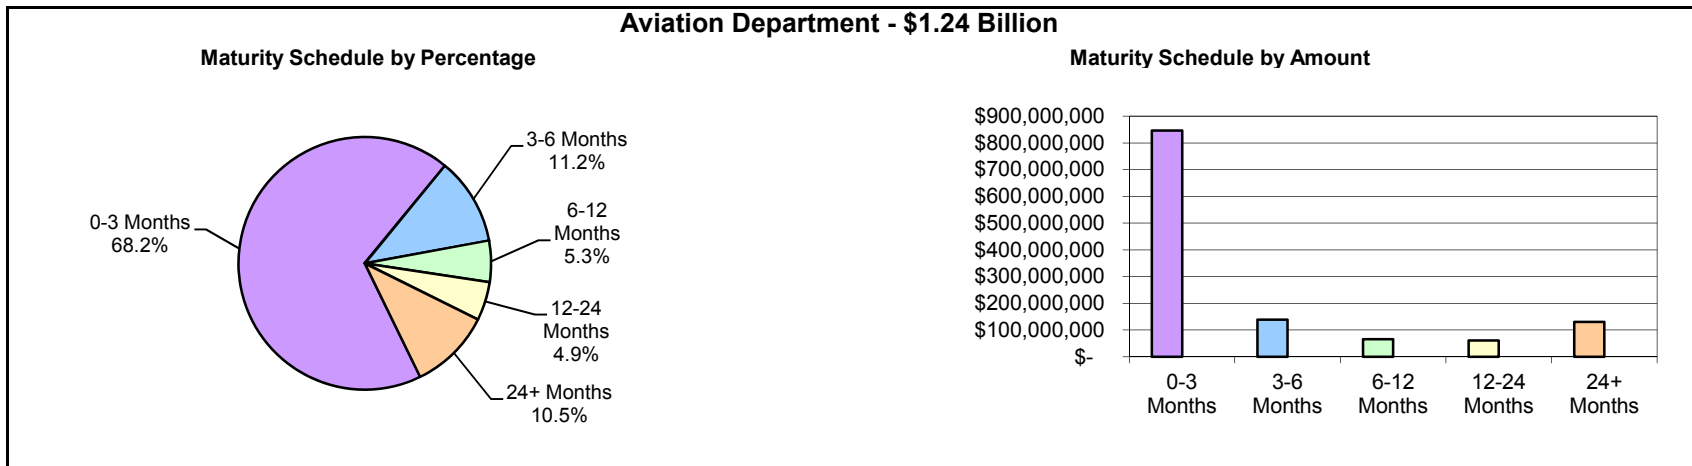 Aviation Department - $1.24 Billion
Maturity Schedule by Percentage
3-6 Months
11.2%
0-3 Months
68.2%
6-12
Months
5.3%
12-24
Months
4.9%
24+ Months
10.5%
Maturity Schedule by Amount
$900,000,000
$800,000,000
$700,000,000
$600,000,000
$500,000,000
$400,000,000
$300,000,000
$200,000,000
$100,000,000
$-
0-3 3-6 6-12 12-24 24+
Months Months Months Months Months